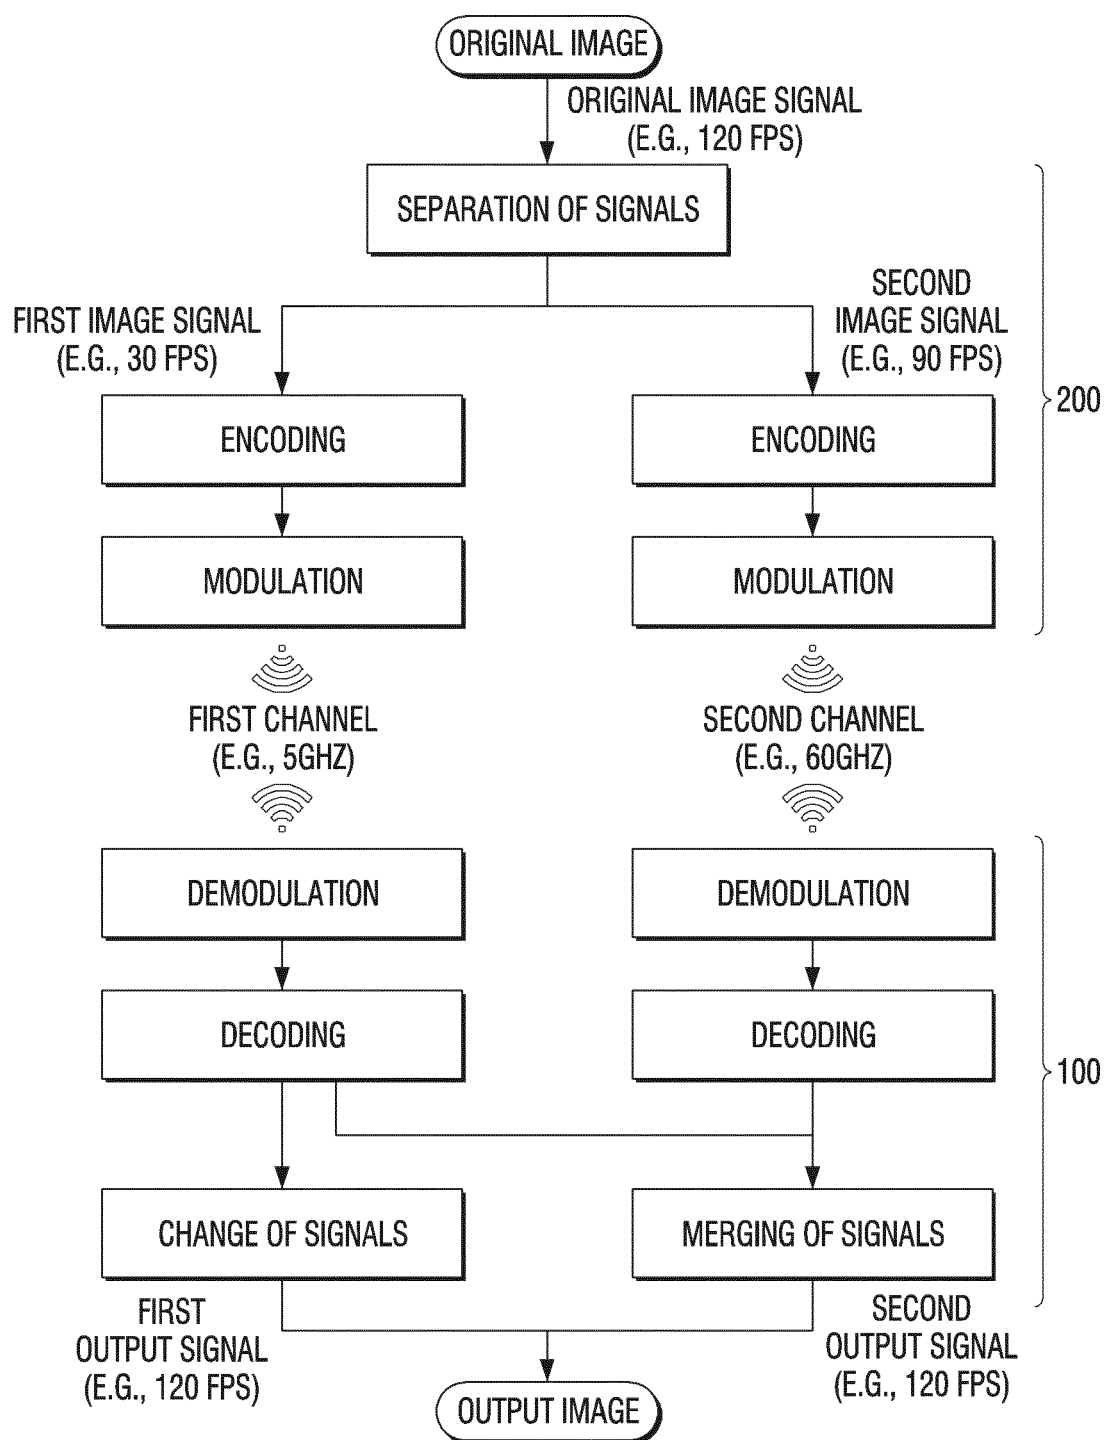 ORIGINAL IMAGE
ORIGINAL IMAGE SIGNAL
(E.G., 120 FPS)
SEPARATION OF SIGNALS
FIRST IMAGE SIGNAL
(E.G., 30 FPS)
SECOND
IMAGE SIGNAL
(E.G., 90 FPS)
200
ENCODING
ENCODING
MODULATION
MODULATION
FIRST CHANNEL
(E.G., 5GHZ)
SECOND CHANNEL
(E.G., 60GHZ)
DEMODULATION
DEMODULATION
DECODING
DECODING
100
CHANGE OF SIGNALS
MERGING OF SIGNALS
FIRST
OUTPUT SIGNAL
(E.G., 120 FPS)
SECOND
OUTPUT SIGNAL
(E.G., 120 FPS)
OUTPUT IMAGE